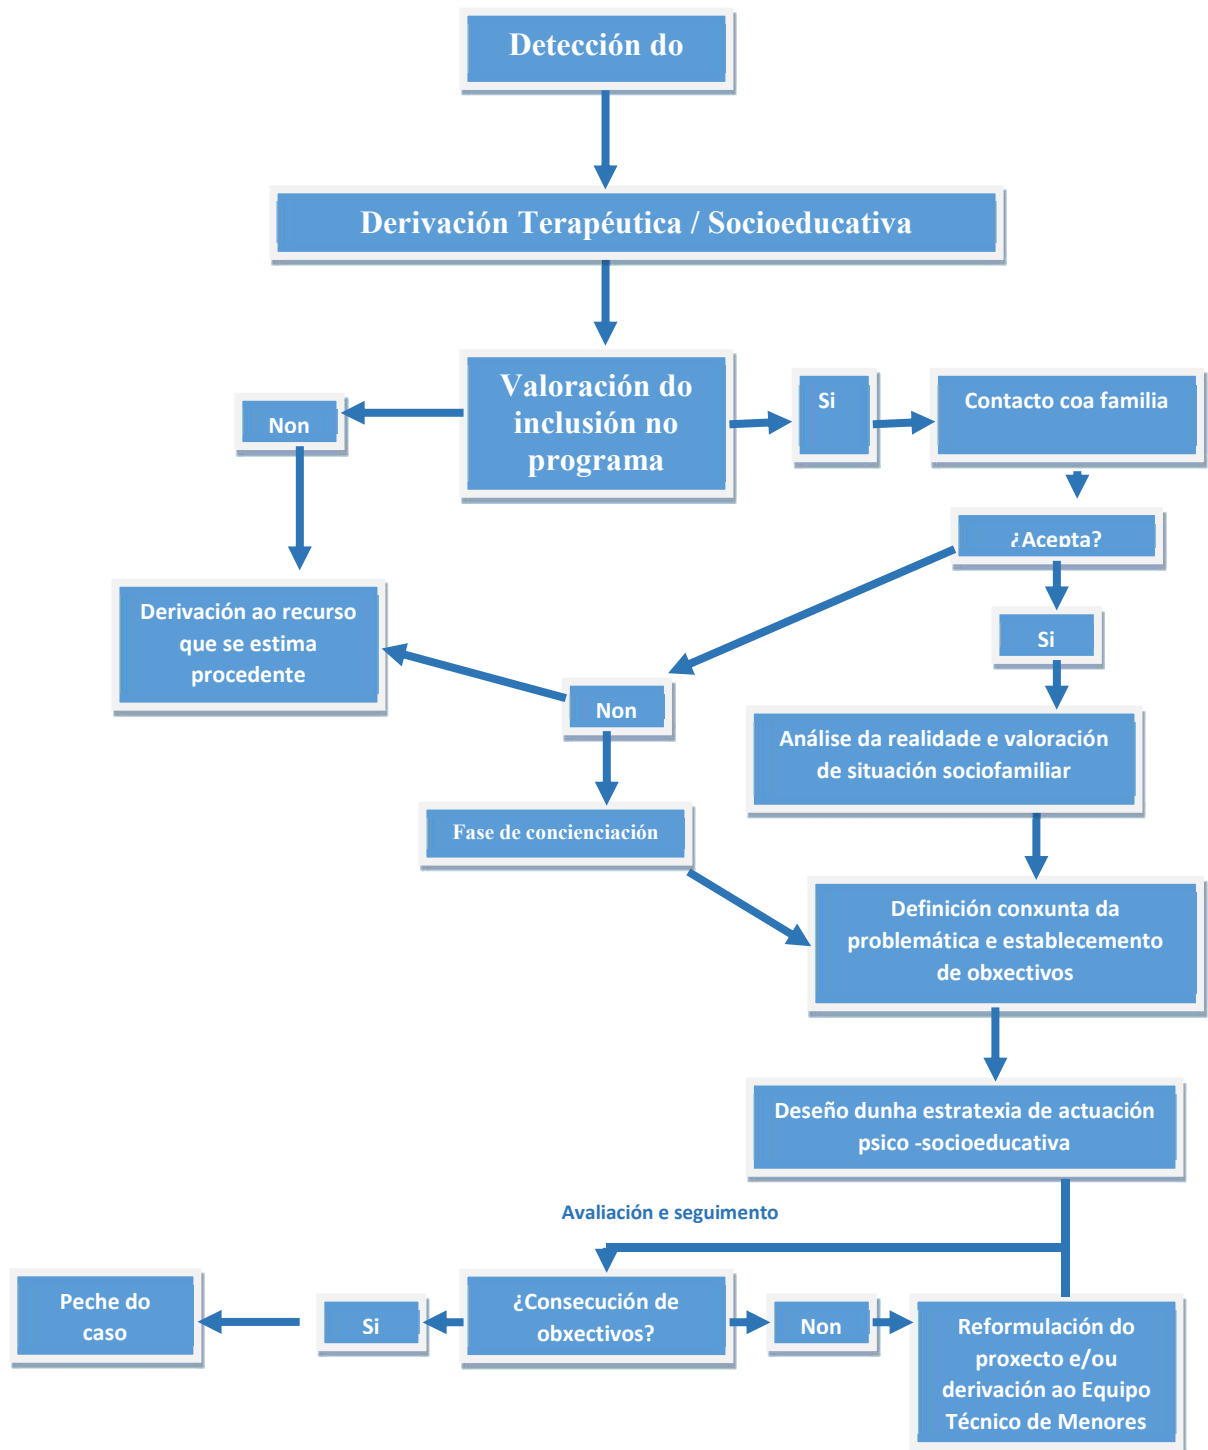 Detección do
Derivación Terapéutica / Socioeducativa
Valoración do
inclusión no
programa
Non
Si
Contacto coa familia
¿Acepta?
Derivación ao recurso
que se estima
procedente
Si
Non
Análise da realidade e valoración
de situación sociofamiliar
Fase de concienciación
Definición conxunta da
problemática e establecemento
de obxectivos
Deseño dunha estratexia de actuación
psico -socioeducativa
Avaliación e seguimento
Peche do
caso
Si
¿Consecución de
obxectivos?
Non
Reformulación do
proxecto e/ou
derivación ao Equipo
Técnico de Menores